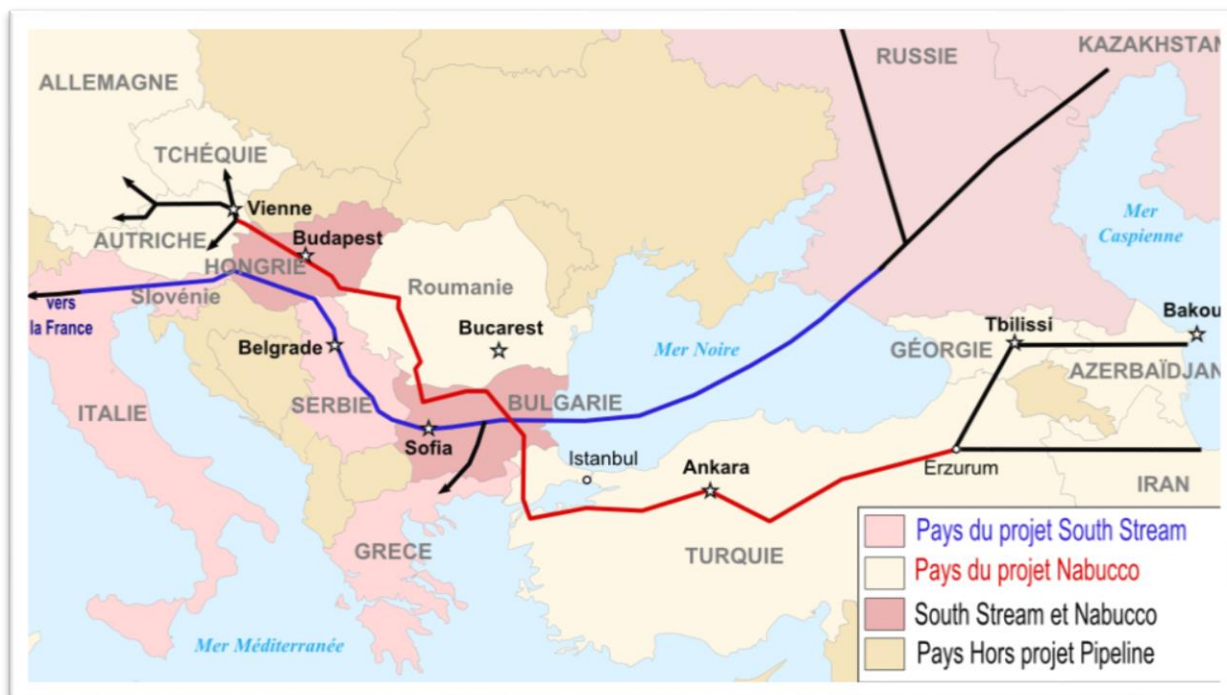 RUSSIE
KAZAKHSTAN
ALLEMAGNE
TCHÉQUIE
Vienne
Mer
Caspienne
AUTRICHE
Budapest
HONGRIE
Slovénie
Roumanie
vers
la France
Bucarest
Belgrade
Mer Noire
Tbilissi
Bakou
GÉORGIE
AZERBAÏDJAN
ITALIE
SERBIE
BULGARIE
Sofia
Istanbul
Ankara
Erzurum
IRAN
GRECE
TURQUIE
Mer Méditerranée
Pays du projet South Stream
Pays du projet Nabucco
South Stream et Nabucco
Pays Hors projet Pipeline